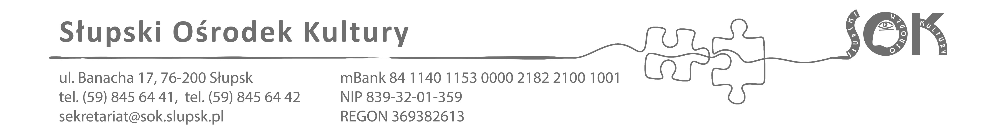 Słupski Ośrodek Kultury
SŁUPSKI OŚRODEK KULTURY
SOK
ul. Banacha 17, 76-200 Słupsk
tel. (59) 845 64 41, tel. (59) 845 64 42
sekretariat@sok.slupsk.pl
mBank 84 1140 1153 0000 2182 2100 1001
NIP 839-32-01-359
REGON 369382613